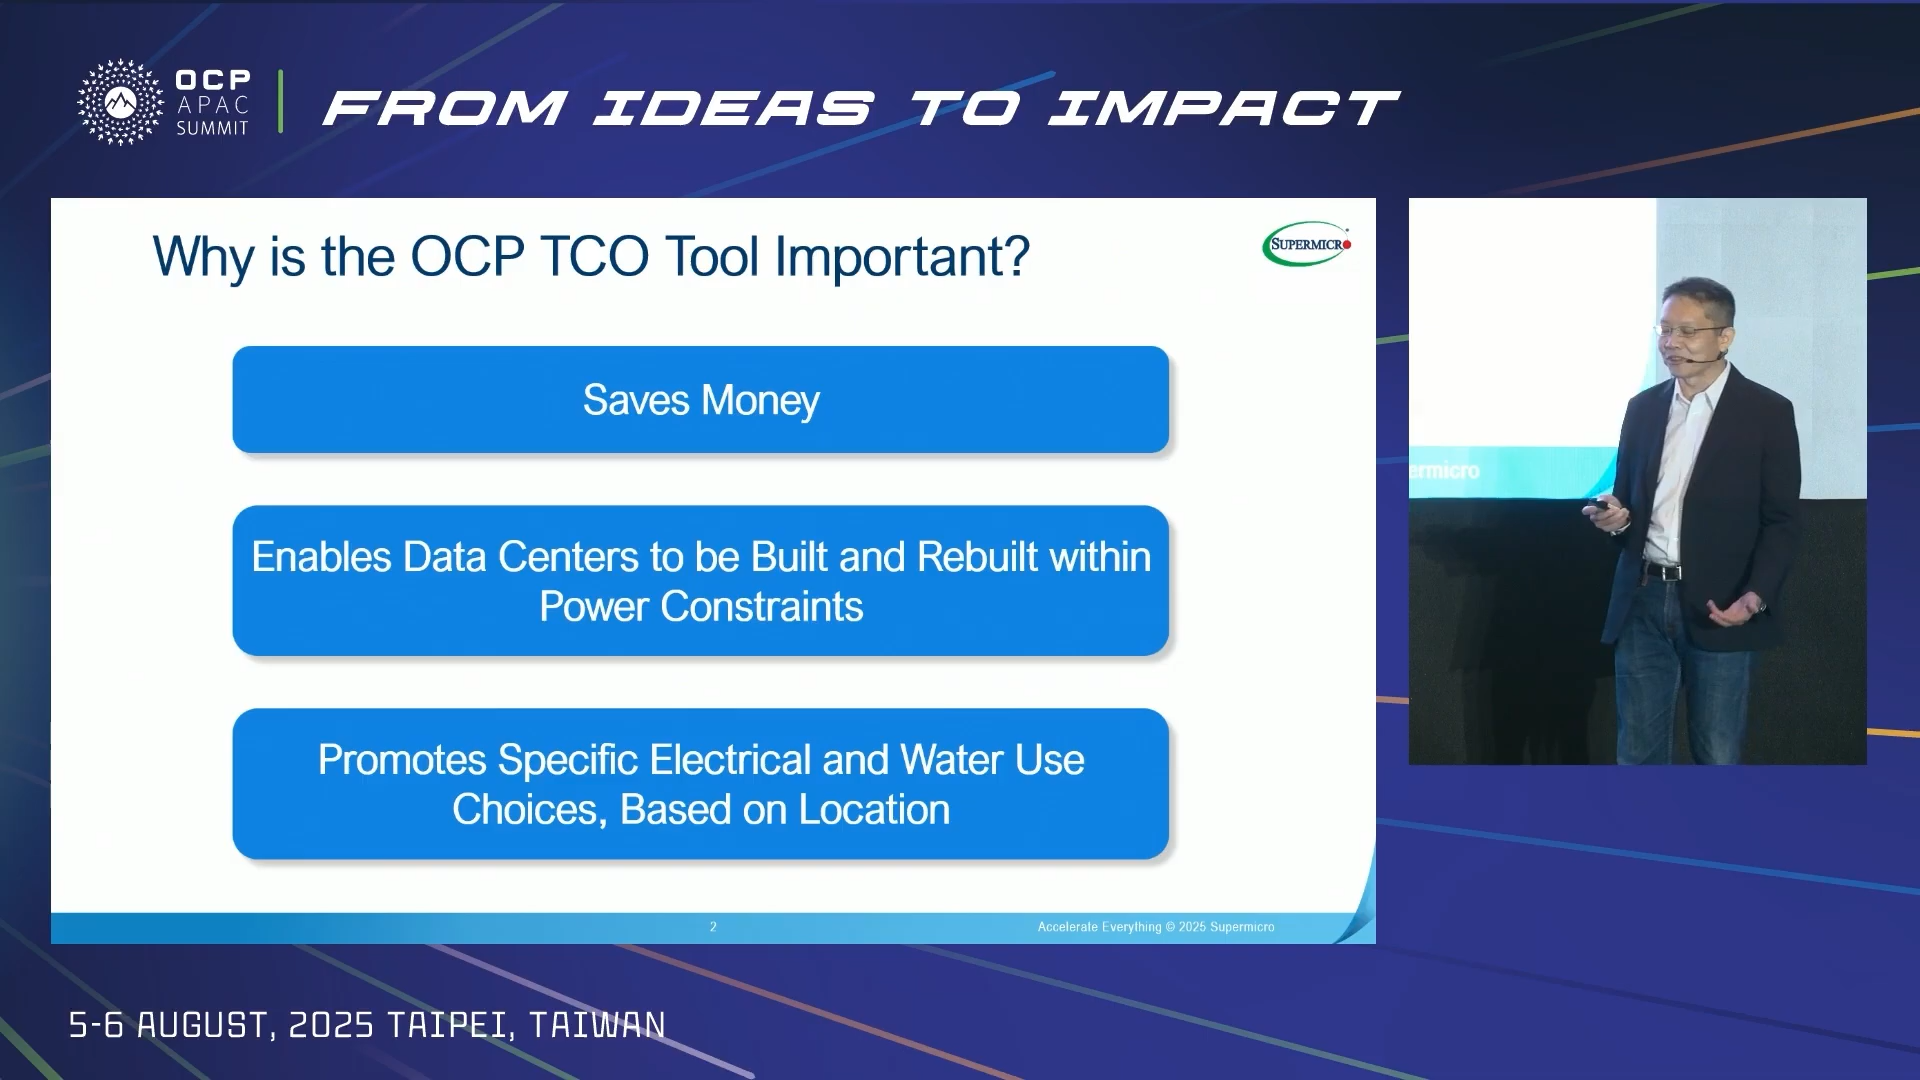 OCP
APAC
SUMMIT
FROM IDEAS TO IMPACT
Why is the OCP TCO Tool Important?
SUPERMICRO
Saves Money
Enables Data Centers to be Built and Rebuilt within
Power Constraints
Promotes Specific Electrical and Water Use
Choices, Based on Location
2
Accelerate Everything © 2025 Supermicro
ermicro
5-6 AUGUST, 2025 TAIPEI, TAIWAN